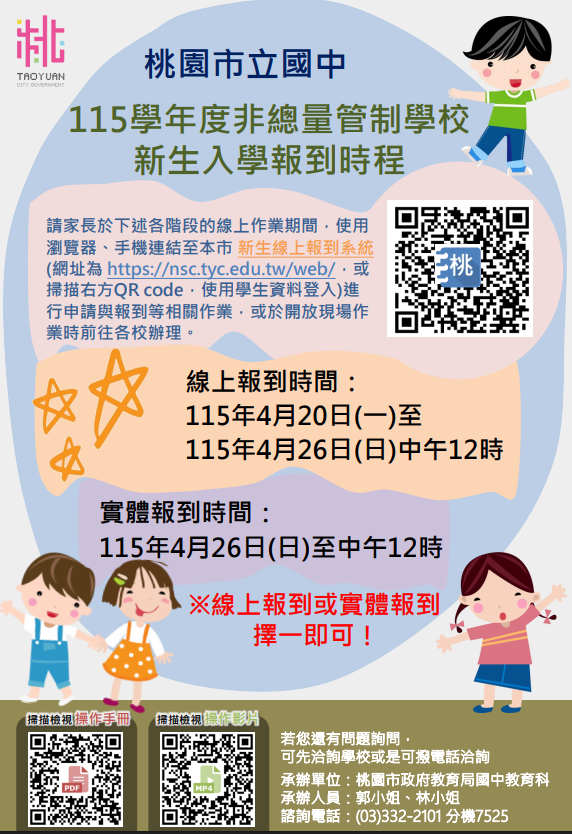 TAOYUAN
CITY GOVERNMENT
桃園市立國中
115學年度非總量管制學校
新生入學報到時程
請家長於下述各階段的線上作業期間，使用
瀏覽器、手機連結至本市 新生線上報到系統
(網址為 https://nsc.tyc.edu.tw/web/，或
掃描右方QR code，使用學生資料登入)進
行申請與報到等相關作業，或於開放現場作
業時前往各校辦理。
桃
線上報到時間：
115年4月20日(一)至
115年4月26日(日)中午12時
實體報到時間：
115年4月26日(日)至中午12時
※線上報到或實體報到
擇一即可！
掃描檢視 操作手冊
PDF
掃描檢視 操作影片
MP4
若您還有問題詢問，
可先洽詢學校或是可撥電話洽詢
承辦單位：桃園市政府教育局國中教育科
承辦人員：郭小姐、林小姐
諮詢電話：(03)332-2101 分機7525